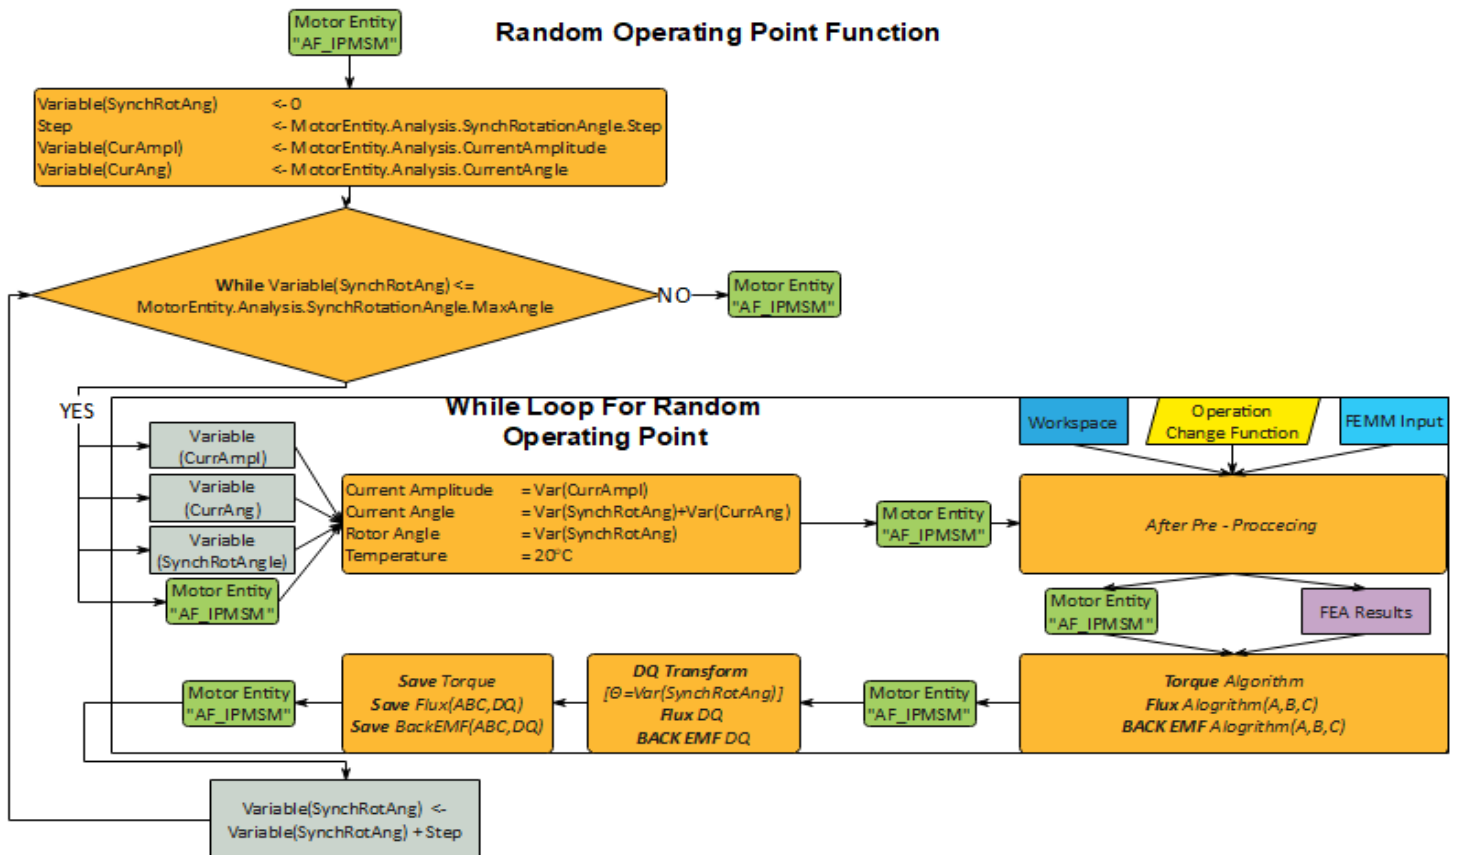 Motor Entity
"AF_IPMSM"
Random Operating Point Function
Variable(SynchRotAng) <- 0
Step <- MotorEntity.Analysis.SynchRotationAngle.Step
Variable(CurAmpl) <- MotorEntity.Analysis.CurrentAmplitude
Variable(CurAng) <- MotorEntity.Analysis.CurrentAngle
While Variable(SynchRotAng) <=
MotorEntity.Analysis.SynchRotationAngle.MaxAngle
NO
Motor Entity
"AF_IPMSM"
YES
While Loop For Random
Operating Point
Workspace
Operation
Change Function
FEMM Input
Variable
(CurrAmpl)
Variable
(CurrAng)
Variable
(SynchRotAngle)
Motor Entity
"AF_IPMSM"
Current Amplitude = Var(CurrAmpl)
Current Angle = Var(SynchRotAng)+Var(CurrAng)
Rotor Angle = Var(SynchRotAng)
Temperature = 20°C
Motor Entity
"AF_IPMSM"
After Pre - Proccecing
Motor Entity
"AF_IPMSM"
FEA Results
Torque Algorithm
Flux Alogrithm(A,B,C)
BACK EMF Alogrithm(A,B,C)
Motor Entity
"AF_IPMSM"
DQ Transform
[Θ=Var(SynchRotAng)]
Flux DQ
BACK EMF DQ
Save Torque
Save Flux(ABC,DQ)
Save BackEMF(ABC,DQ)
Motor Entity
"AF_IPMSM"
Variable(SynchRotAng) <-
Variable(SynchRotAng) + Step